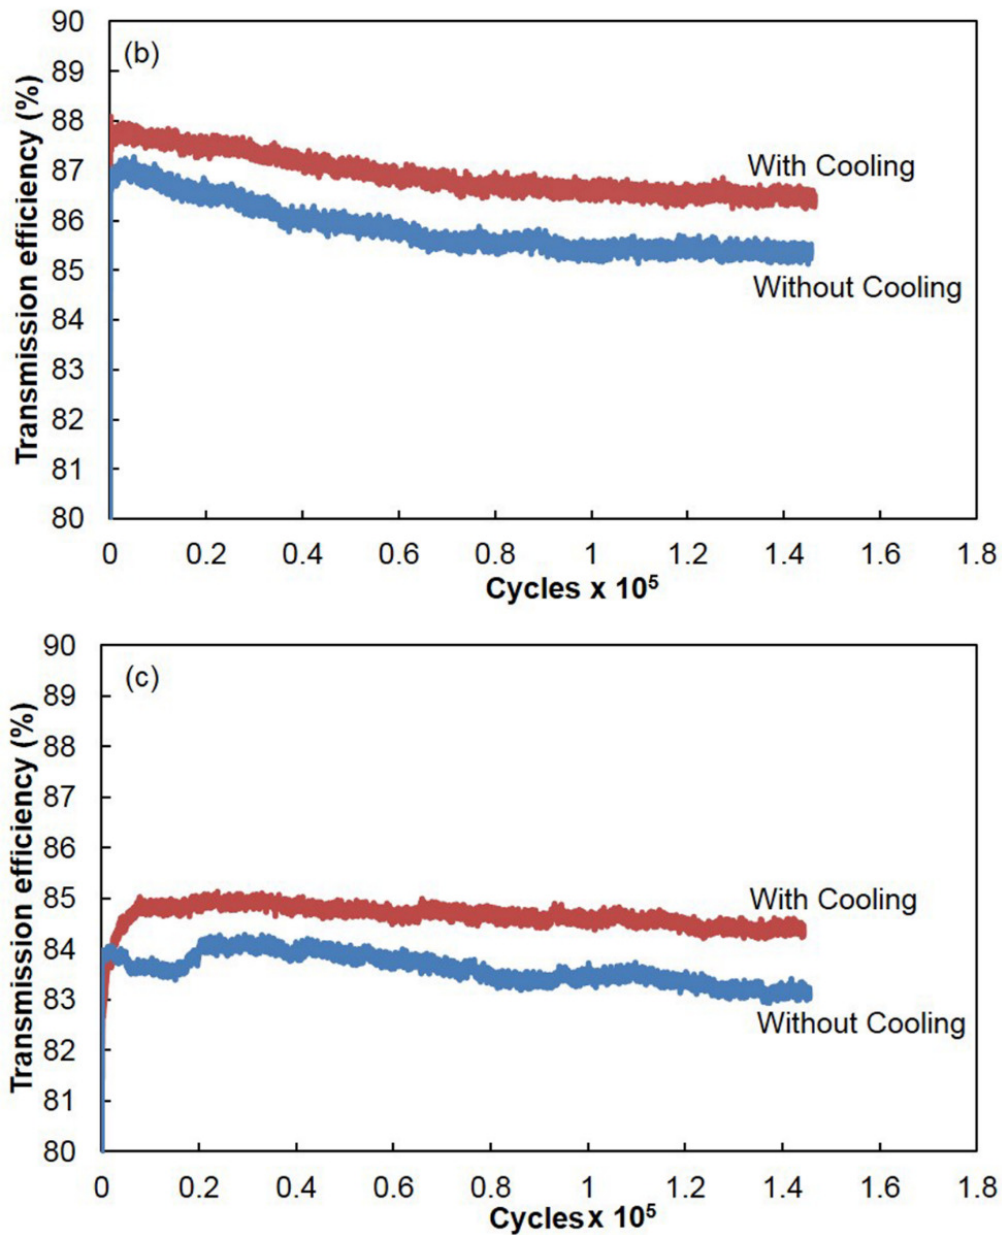 (b)
Transmission efficiency (%)
90
89
88
87
86
85
84
83
82
81
80
With Cooling
Without Cooling
0 0.2 0.4 0.6 0.8 1 1.2 1.4 1.6 1.8
Cycles x 10⁵
(c)
Transmission efficiency (%)
90
89
88
87
86
85
84
83
82
81
80
With Cooling
Without Cooling
0 0.2 0.4 0.6 0.8 1 1.2 1.4 1.6 1.8
Cycles x 10⁵